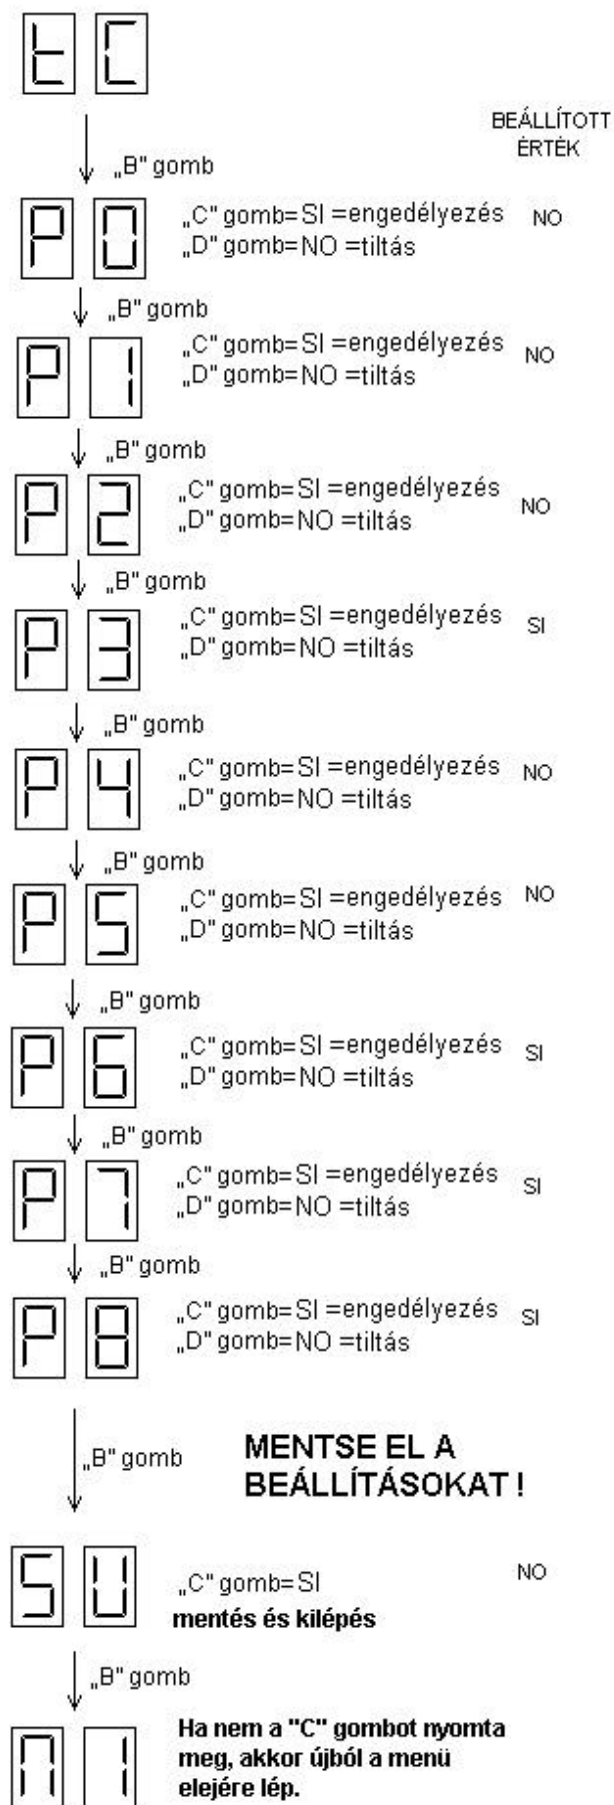 tC
BEÁLLÍTOTT
ÉRTÉK
„B" gomb
P0 „C" gomb=SI =engedélyezés NO
„D" gomb=NO =tiltás
„B" gomb
P1 „C" gomb=SI =engedélyezés NO
„D" gomb=NO =tiltás
„B" gomb
P2 „C" gomb=SI =engedélyezés NO
„D" gomb=NO =tiltás
„B" gomb
P3 „C" gomb=SI =engedélyezés SI
„D" gomb=NO =tiltás
„B" gomb
P4 „C" gomb=SI =engedélyezés NO
„D" gomb=NO =tiltás
„B" gomb
P5 „C" gomb=SI =engedélyezés NO
„D" gomb=NO =tiltás
„B" gomb
P6 „C" gomb=SI =engedélyezés SI
„D" gomb=NO =tiltás
„B" gomb
P7 „C" gomb=SI =engedélyezés SI
„D" gomb=NO =tiltás
„B" gomb
P8 „C" gomb=SI =engedélyezés SI
„D" gomb=NO =tiltás
„B" gomb
MENTSE EL A
BEÁLLÍTÁSOKAT !
SU „C" gomb=SI NO
mentés és kilépés
„B" gomb
Π1 Ha nem a "C" gombot nyomta
meg, akkor újból a menü
elejére lép.